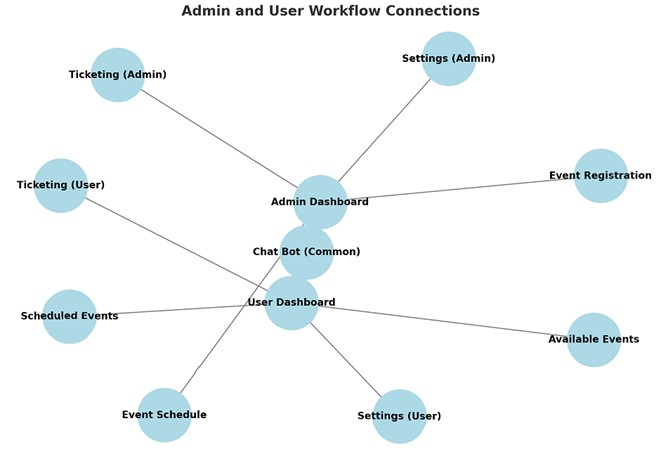 Admin and User Workflow Connections
Settings (Admin)
Ticketing (Admin)
Event Registration
Ticketing (User)
Admin Dashboard
Chat Bot (Common)
User Dashboard
Scheduled Events
Available Events
Event Schedule
Settings (User)